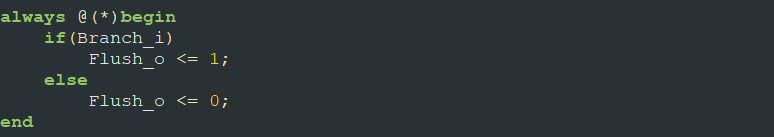 always @(*)begin
    if(Branch_i)
        Flush_o <= 1;
    else
        Flush_o <= 0;
end